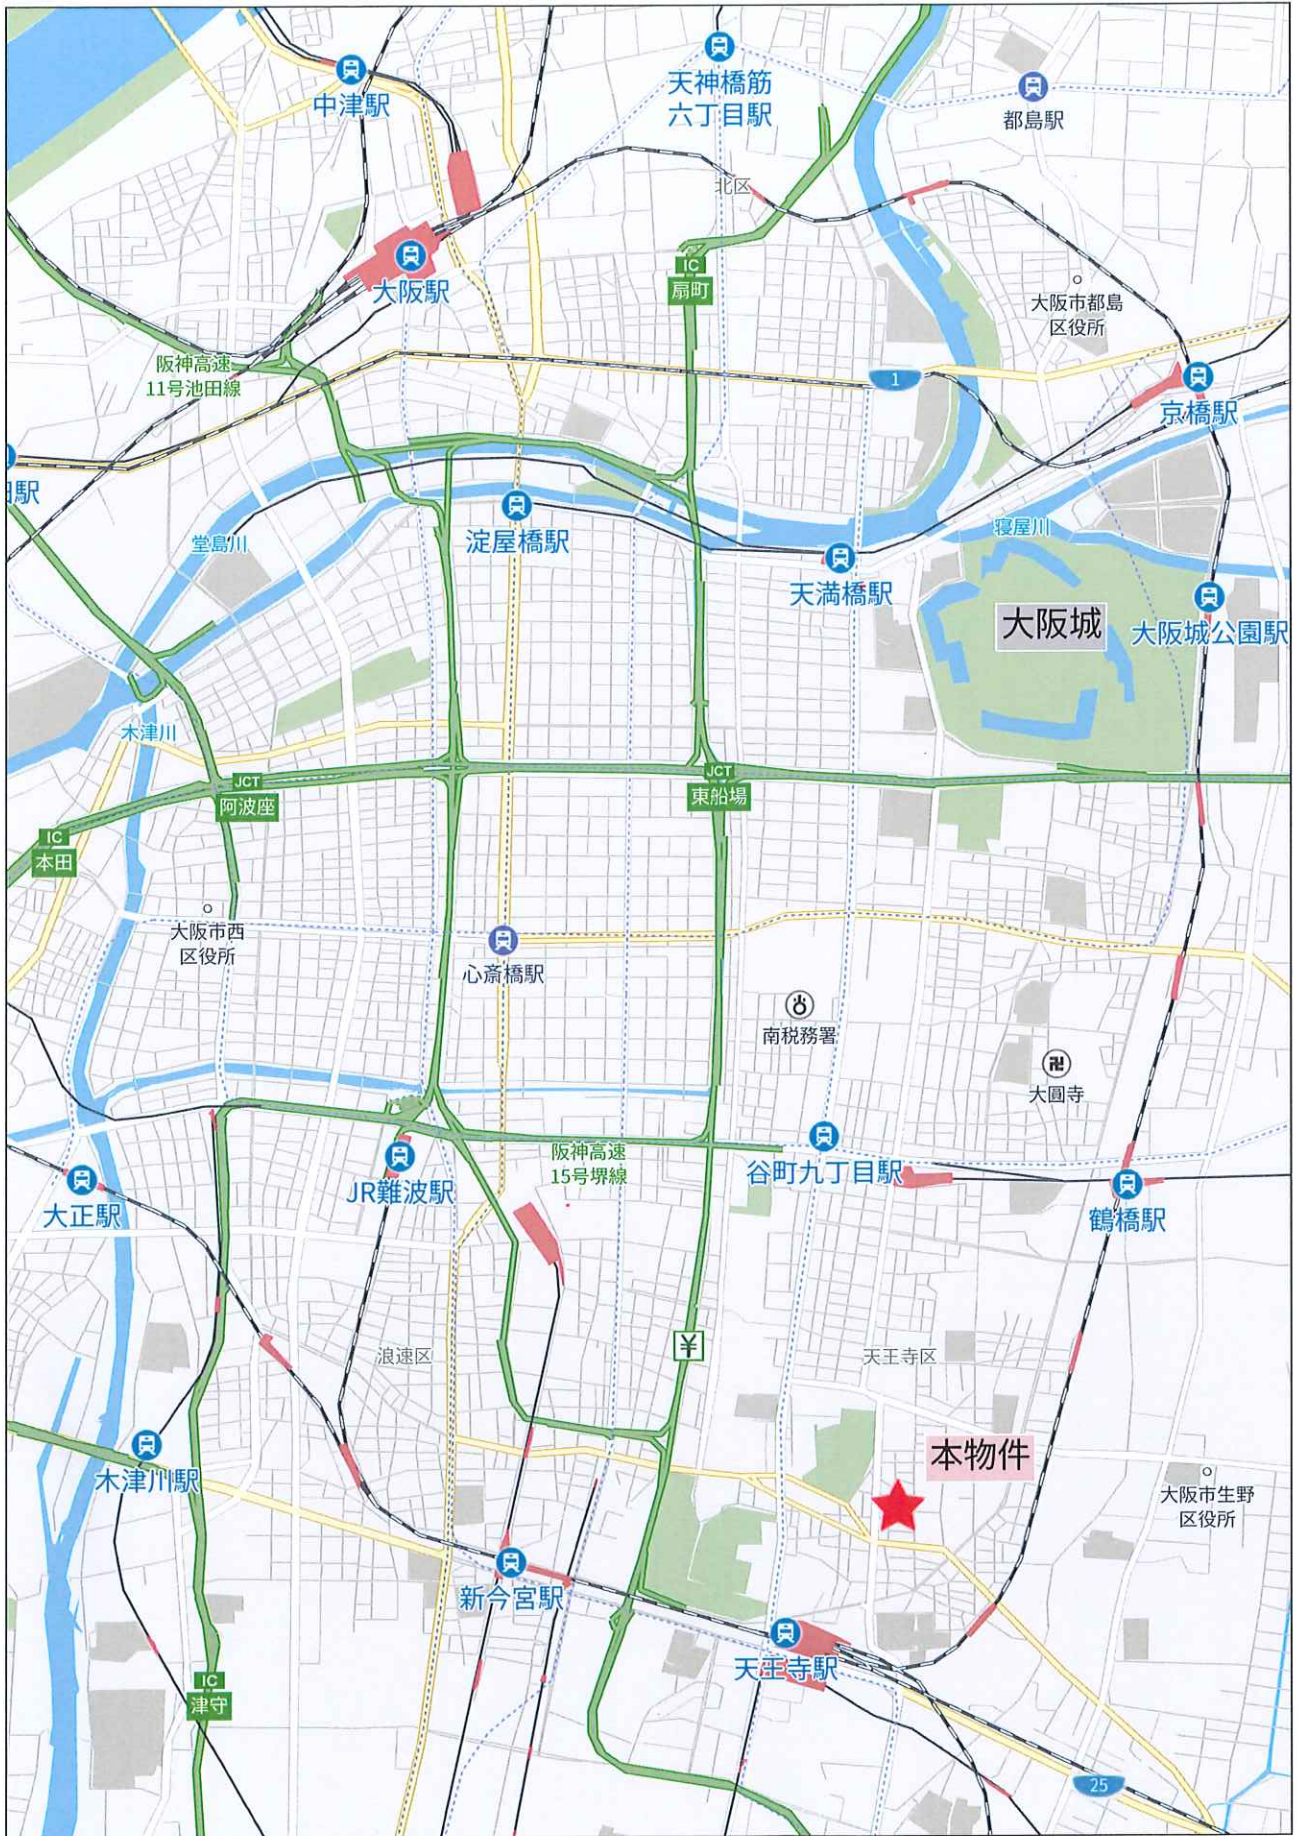 中津駅
天神橋筋
六丁目駅
都島駅
北区
大阪駅
IC
扇町
大阪市都島
区役所
阪神高速
11号池田線
1
京橋駅
駅
淀屋橋駅
堂島川
寝屋川
天満橋駅
大阪城
大阪城公園駅
木津川
JCT
阿波座
JCT
東船場
IC
本田
大阪市西
区役所
心斎橋駅
南税務署
卍
大圓寺
谷町九丁目駅
阪神高速
15号堺線
JR難波駅
大正駅
鶴橋駅
¥
浪速区
天王寺区
本物件
木津川駅
大阪市生野
区役所
新今宮駅
天王寺駅
IC
津守
25